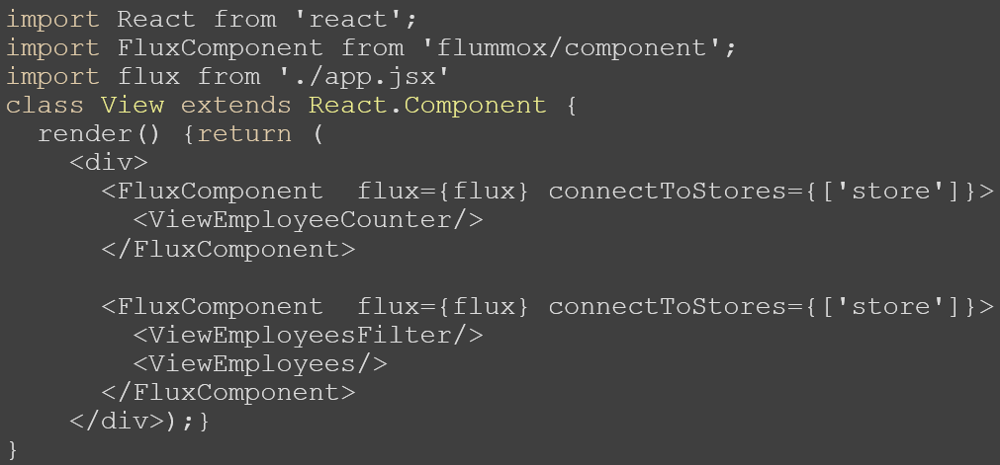 import React from 'react';
import FluxComponent from 'flummox/component';
import flux from './app.jsx'
class View extends React.Component {
  render() {return (
    <div>
      <FluxComponent  flux={flux} connectToStores={['store']}>
        <ViewEmployeeCounter/>
      </FluxComponent>

      <FluxComponent  flux={flux} connectToStores={['store']}>
        <ViewEmployeesFilter/>
        <ViewEmployees/>
      </FluxComponent>
    </div>);}
}